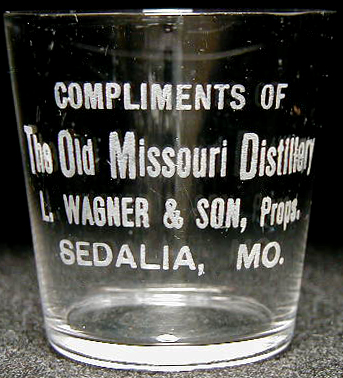 COMPLIMENTS OF
The Old Missouri Distillery
L. WAGNER & SON, Props.
SEDALIA, MO.